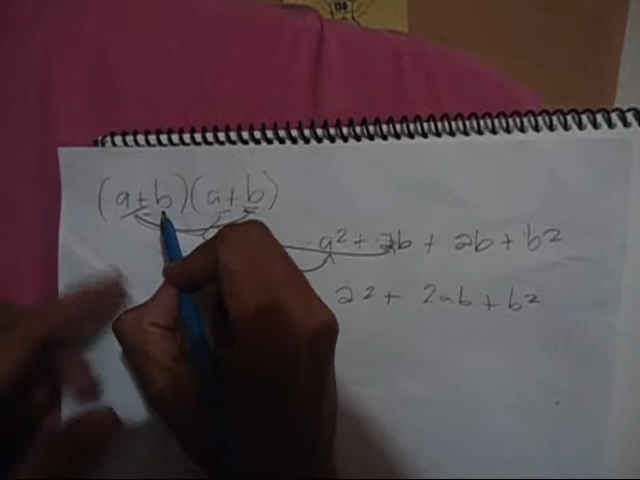 (a+b)(a+b)
a² + ab + ab + b²
a² + 2ab + b²